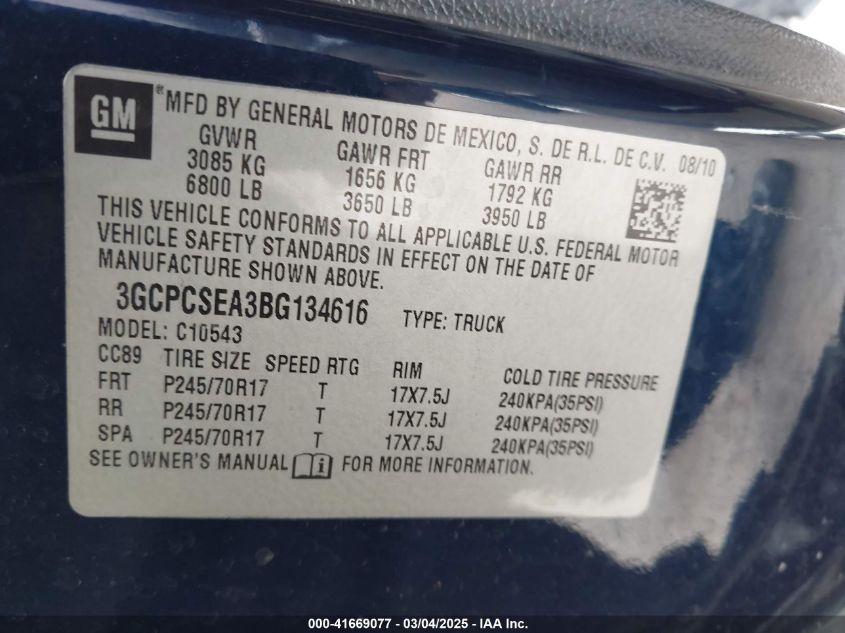 GM ® MFD BY GENERAL MOTORS DE MEXICO, S. DE R.L. DE C.V. 08/10
GVWR GAWR FRT GAWR RR
3085 KG 1656 KG 1792 KG
6800 LB 3650 LB 3950 LB
THIS VEHICLE CONFORMS TO ALL APPLICABLE U.S. FEDERAL MOTOR
VEHICLE SAFETY STANDARDS IN EFFECT ON THE DATE OF
MANUFACTURE SHOWN ABOVE.
3GCPCSEA3BG134616 TYPE: TRUCK
MODEL: C10543
CC89 TIRE SIZE SPEED RTG RIM COLD TIRE PRESSURE
FRT P245/70R17 T 17X7.5J 240KPA(35PSI)
RR P245/70R17 T 17X7.5J 240KPA(35PSI)
SPA P245/70R17 T 17X7.5J 240KPA(35PSI)
SEE OWNER'S MANUAL i FOR MORE INFORMATION.
000-41669077 - 03/04/2025 - IAA Inc.